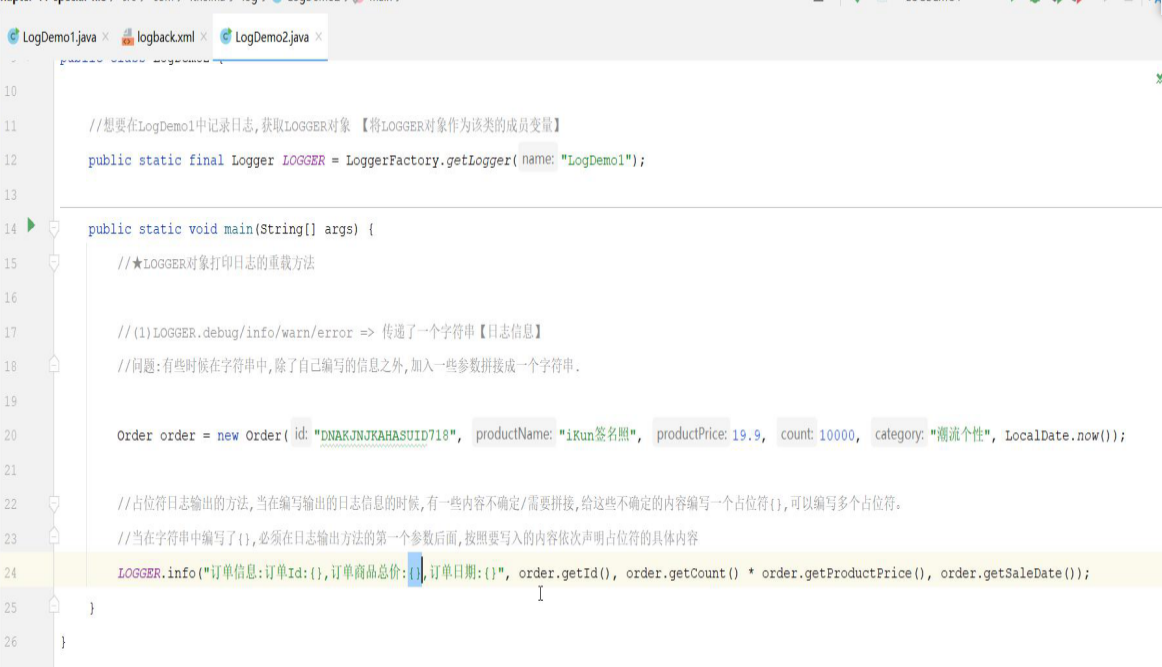 LogDemo1.java × logback.xml × LogDemo2.java ×
10
11 //想要在LogDemo1中记录日志,获取LOGGER对象 【将LOGGER对象作为该类的成员变量】
12 public static final Logger LOGGER = LoggerFactory.getLogger( name: "LogDemo1");
13
14 public static void main(String[] args) {
15 //★LOGGER对象打印日志的重载方法
16
17 //(1)LOGGER.debug/info/warn/error => 传递了一个字符串【日志信息】
18 //问题:有些时候在字符串中,除了自己编写的信息之外,加入一些参数拼接成一个字符串.
19
20 Order order = new Order( id: "DNAKJNJKAHASUID718", productName: "iKun签名照", productPrice: 19.9, count: 10000, category: "潮流个性", LocalDate.now());
21
22 //占位符日志输出的方法,当在编写输出的日志信息的时候,有一些内容不确定/需要拼接,给这些不确定的内容编写一个占位符{},可以编写多个占位符。
23 //当在字符串中编写了{},必须在日志输出方法的第一个参数后面,按照要写入的内容依次声明占位符的具体内容
24 LOGGER.info("订单信息:订单Id:{},订单商品总价:{},订单日期:{}", order.getId(), order.getCount() * order.getProductPrice(), order.getSaleDate());
25 }
26 }